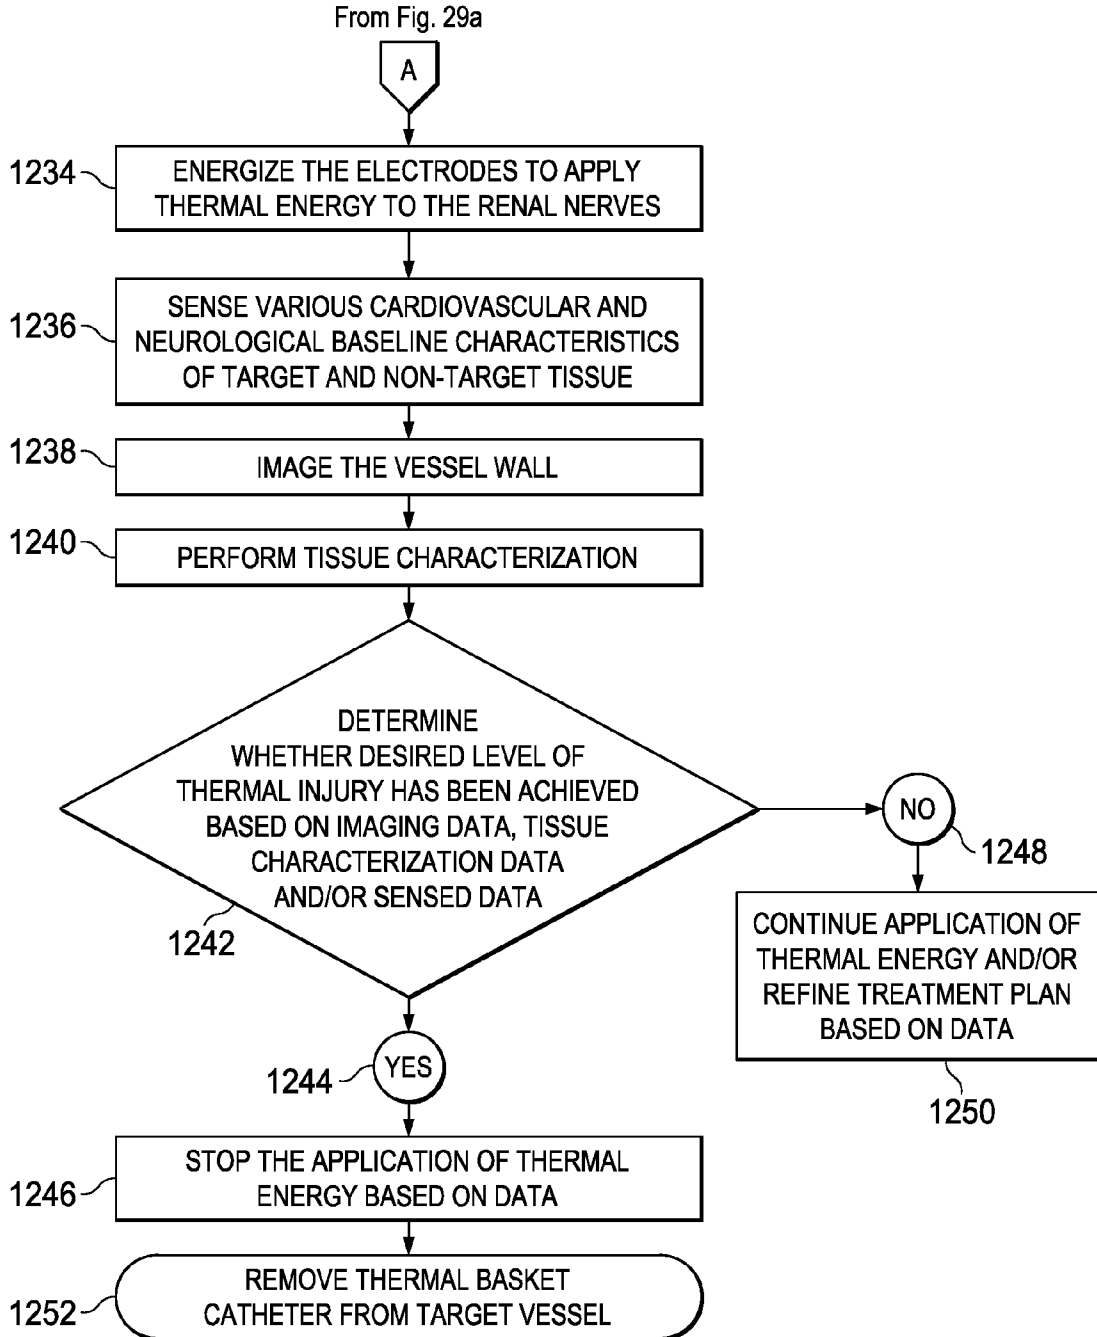 From Fig. 29a
A
1234
ENERGIZE THE ELECTRODES TO APPLY
THERMAL ENERGY TO THE RENAL NERVES
1236
SENSE VARIOUS CARDIOVASCULAR AND
NEUROLOGICAL BASELINE CHARACTERISTICS
OF TARGET AND NON-TARGET TISSUE
1238
IMAGE THE VESSEL WALL
1240
PERFORM TISSUE CHARACTERIZATION
DETERMINE
WHETHER DESIRED LEVEL OF
THERMAL INJURY HAS BEEN ACHIEVED
BASED ON IMAGING DATA, TISSUE
CHARACTERIZATION DATA
AND/OR SENSED DATA
1242
NO
1248
CONTINUE APPLICATION OF
THERMAL ENERGY AND/OR
REFINE TREATMENT PLAN
BASED ON DATA
1250
YES
1244
STOP THE APPLICATION OF THERMAL
ENERGY BASED ON DATA
1246
REMOVE THERMAL BASKET
CATHETER FROM TARGET VESSEL
1252